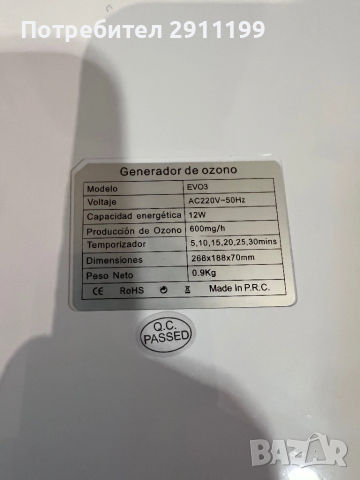 Потребител 2911199
Generador de ozono
Modelo EVO3
Voltaje AC220V~50Hz
Capacidad energética 12W
Producción de Ozono 600mg/h
Temporizador 5,10,15,20,25,30mins
Dimensiones 268x188x70mm
Peso Neto 0.9Kg
CE RoHS Made in P.R.C.
Q.C.
PASSED
BAZAR